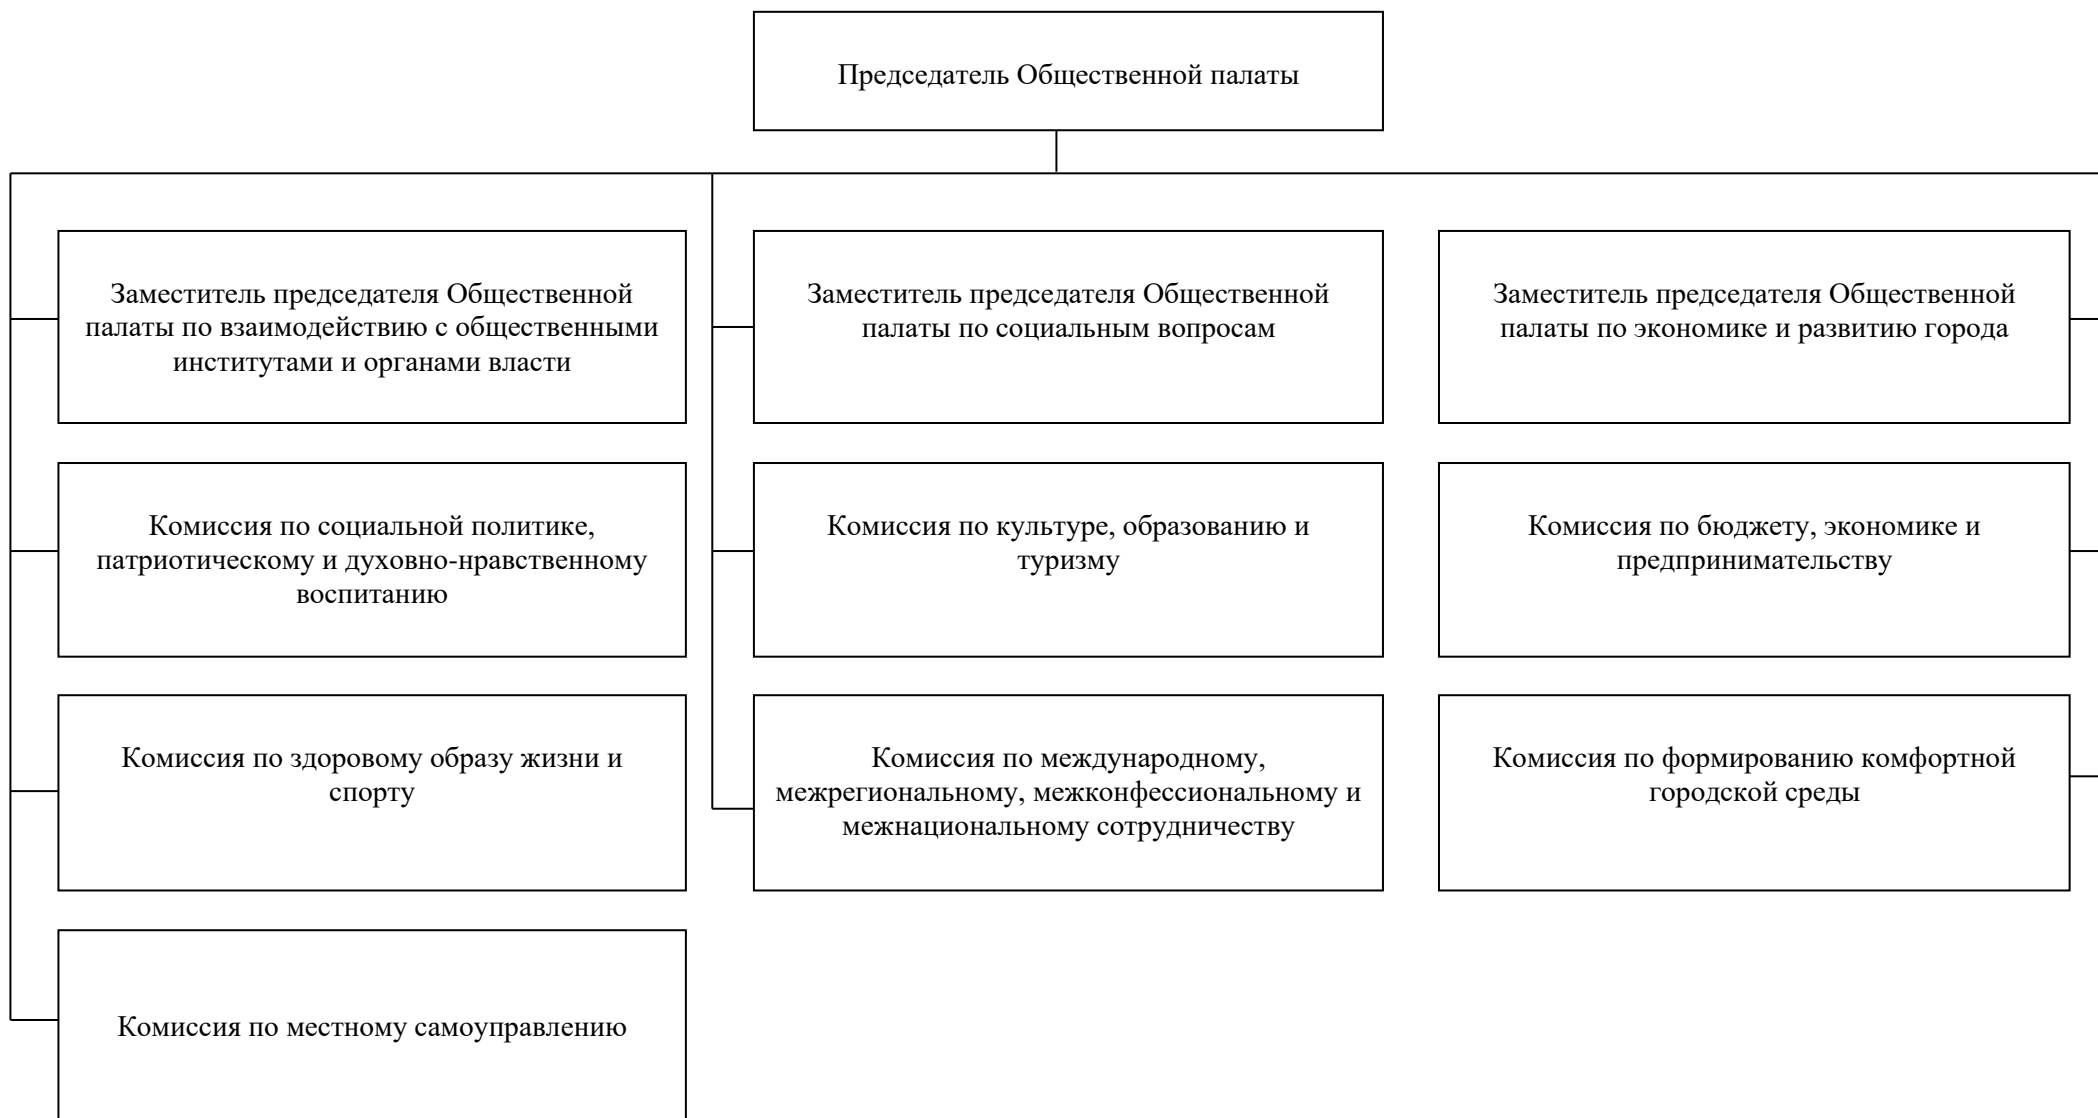 Председатель Общественной палаты
Заместитель председателя Общественной
палаты по взаимодействию с общественными
институтами и органами власти
Заместитель председателя Общественной
палаты по социальным вопросам
Заместитель председателя Общественной
палаты по экономике и развитию города
Комиссия по социальной политике,
патриотическому и духовно-нравственному
воспитанию
Комиссия по культуре, образованию и
туризму
Комиссия по бюджету, экономике и
предпринимательству
Комиссия по здоровому образу жизни и
спорту
Комиссия по международному,
межрегиональному, межконфессиональному и
межнациональному сотрудничеству
Комиссия по формированию комфортной
городской среды
Комиссия по местному самоуправлению